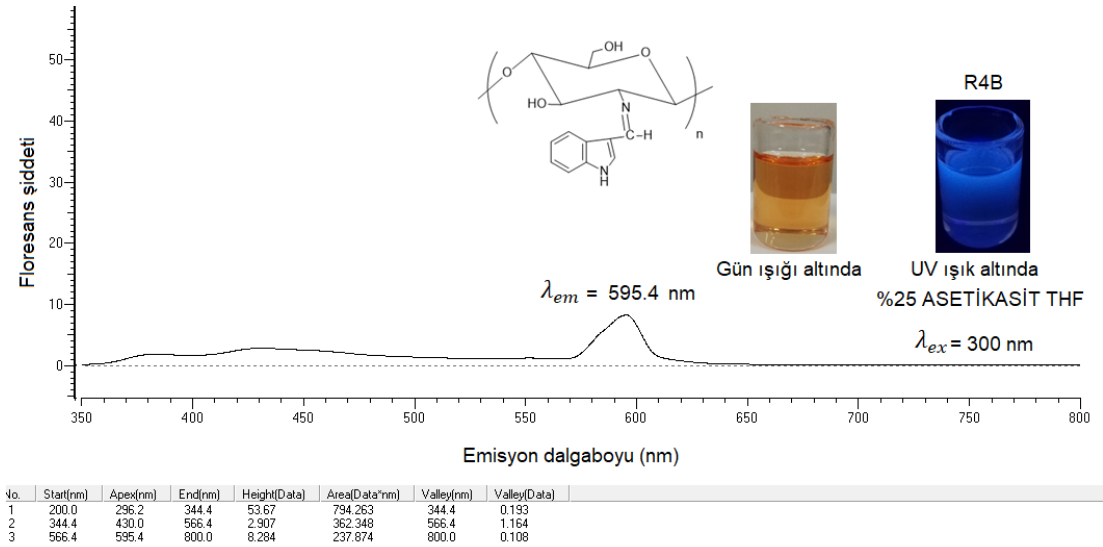 Floresans şiddeti
50
40
30
20
10
0
OH
O
O
HO
N
C-H
N
H
n
R4B
Gün ışığı altında
UV ışık altında
%25 ASETİKASİT THF
λem = 595.4 nm
λex = 300 nm
350 400 450 500 550 600 650 700 750 800
Emisyon dalgaboyu (nm)
No. Start(nm) Apex(nm) End(nm) Height(Data) Area(Data*nm) Valley(nm) Valley(Data)
1 200.0 296.2 344.4 53.67 794.263 344.4 0.193
2 344.4 430.0 566.4 2.907 362.348 566.4 1.164
3 566.4 595.4 800.0 8.284 237.874 800.0 0.108